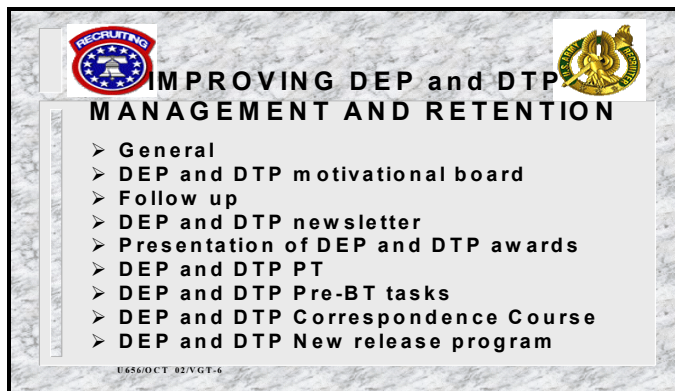 RECRUITING
U.S. ARMY RECRUITER
IMPROVING DEP and DTP
MANAGEMENT AND RETENTION
General
DEP and DTP motivational board
Follow up
DEP and DTP newsletter
Presentation of DEP and DTP awards
DEP and DTP PT
DEP and DTP Pre-BT tasks
DEP and DTP Correspondence Course
DEP and DTP New release program
U656/OCT 02/VGT-6